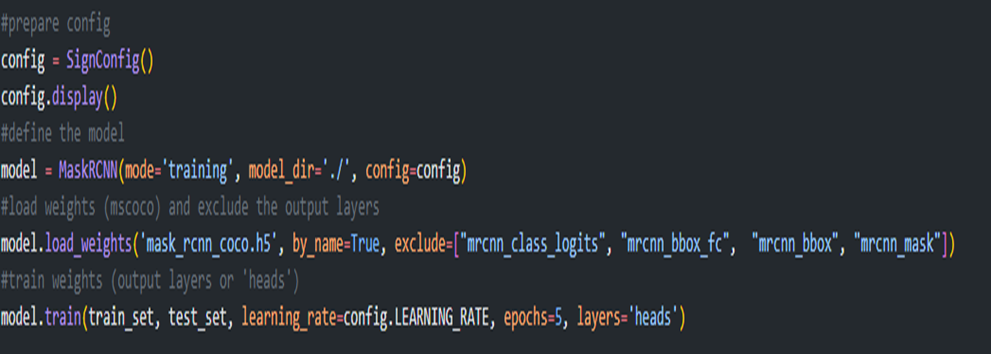 #prepare config
config = SignConfig()
config.display()
#define the model
model = MaskRCNN(mode='training', model_dir='./', config=config)
#load weights (mscoco) and exclude the output layers
model.load_weights('mask_rcnn_coco.h5', by_name=True, exclude=["mrcnn_class_logits", "mrcnn_bbox_fc",  "mrcnn_bbox", "mrcnn_mask"])
#train weights (output layers or 'heads')
model.train(train_set, test_set, learning_rate=config.LEARNING_RATE, epochs=5, layers='heads')